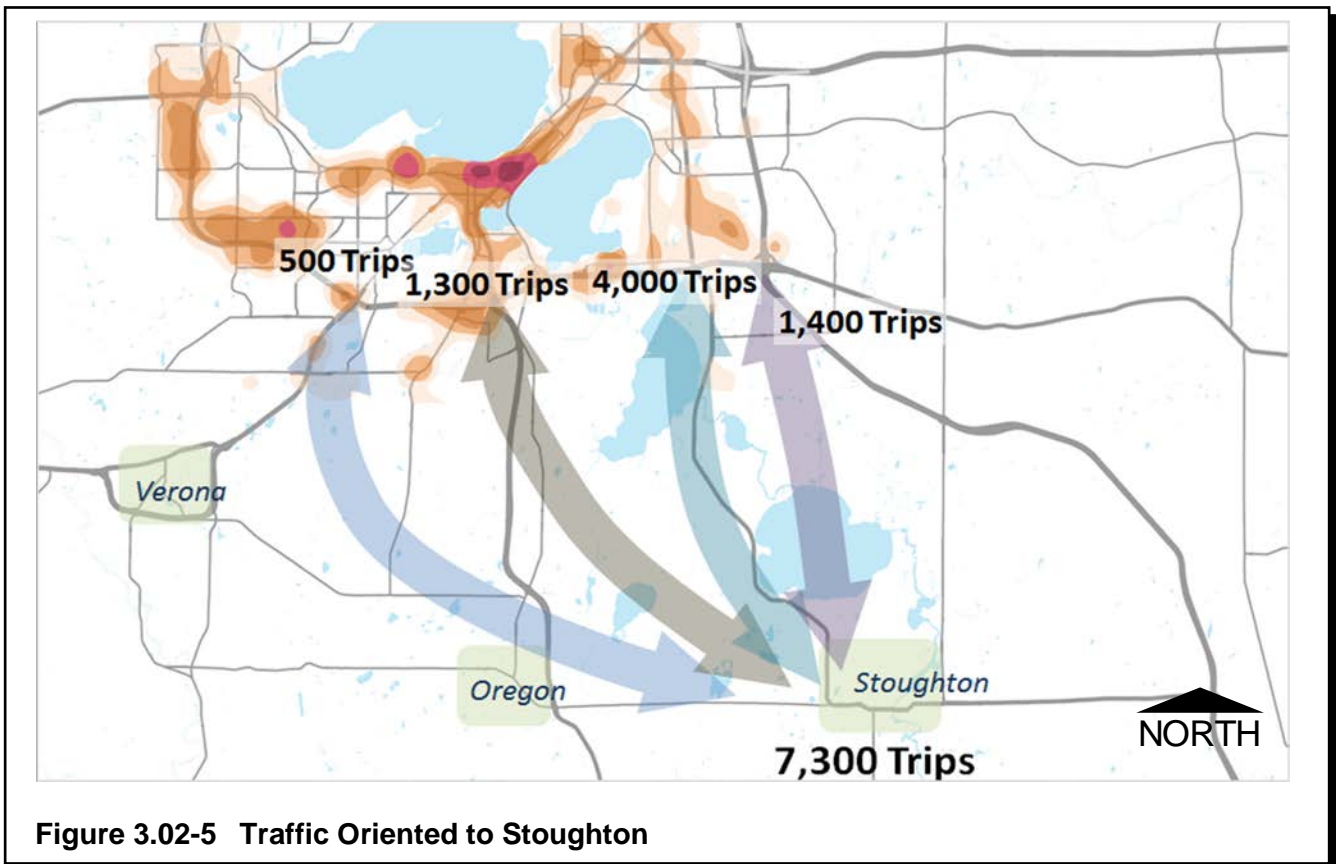 500 Trips
1,300 Trips
4,000 Trips
1,400 Trips
Verona
Oregon
Stoughton
NORTH
7,300 Trips
Figure 3.02-5 Traffic Oriented to Stoughton